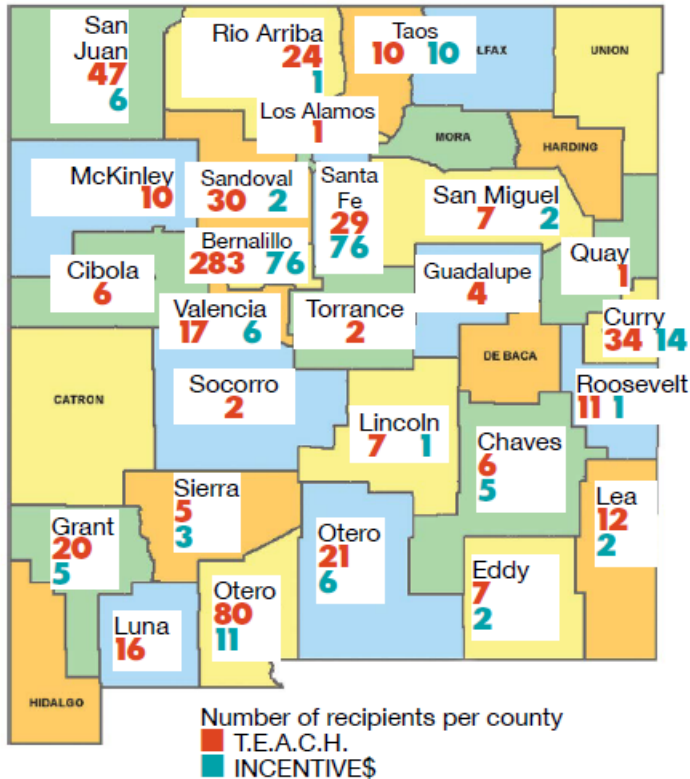 San
Juan
47
6
Rio Arriba
24
1
Taos
10 10
LFAX
UNION
Los Alamos
1
MORA
HARDING
McKinley
10
Sandoval
30 2
Santa
Fe
29
76
San Miguel
7 2
Bernalillo
283 76
Quay
1
Cibola
6
Guadalupe
4
Valencia
17 6
Torrance
2
Curry
34 14
DE BACA
Socorro
2
Roosevelt
11 1
CATRON
Lincoln
7 1
Chaves
6
5
Sierra
5
3
Lea
12
2
Grant
20
5
Otero
21
6
Eddy
7
2
Otero
80
11
Luna
16
HIDALGO
Number of recipients per county
T.E.A.C.H.
INCENTIVE$